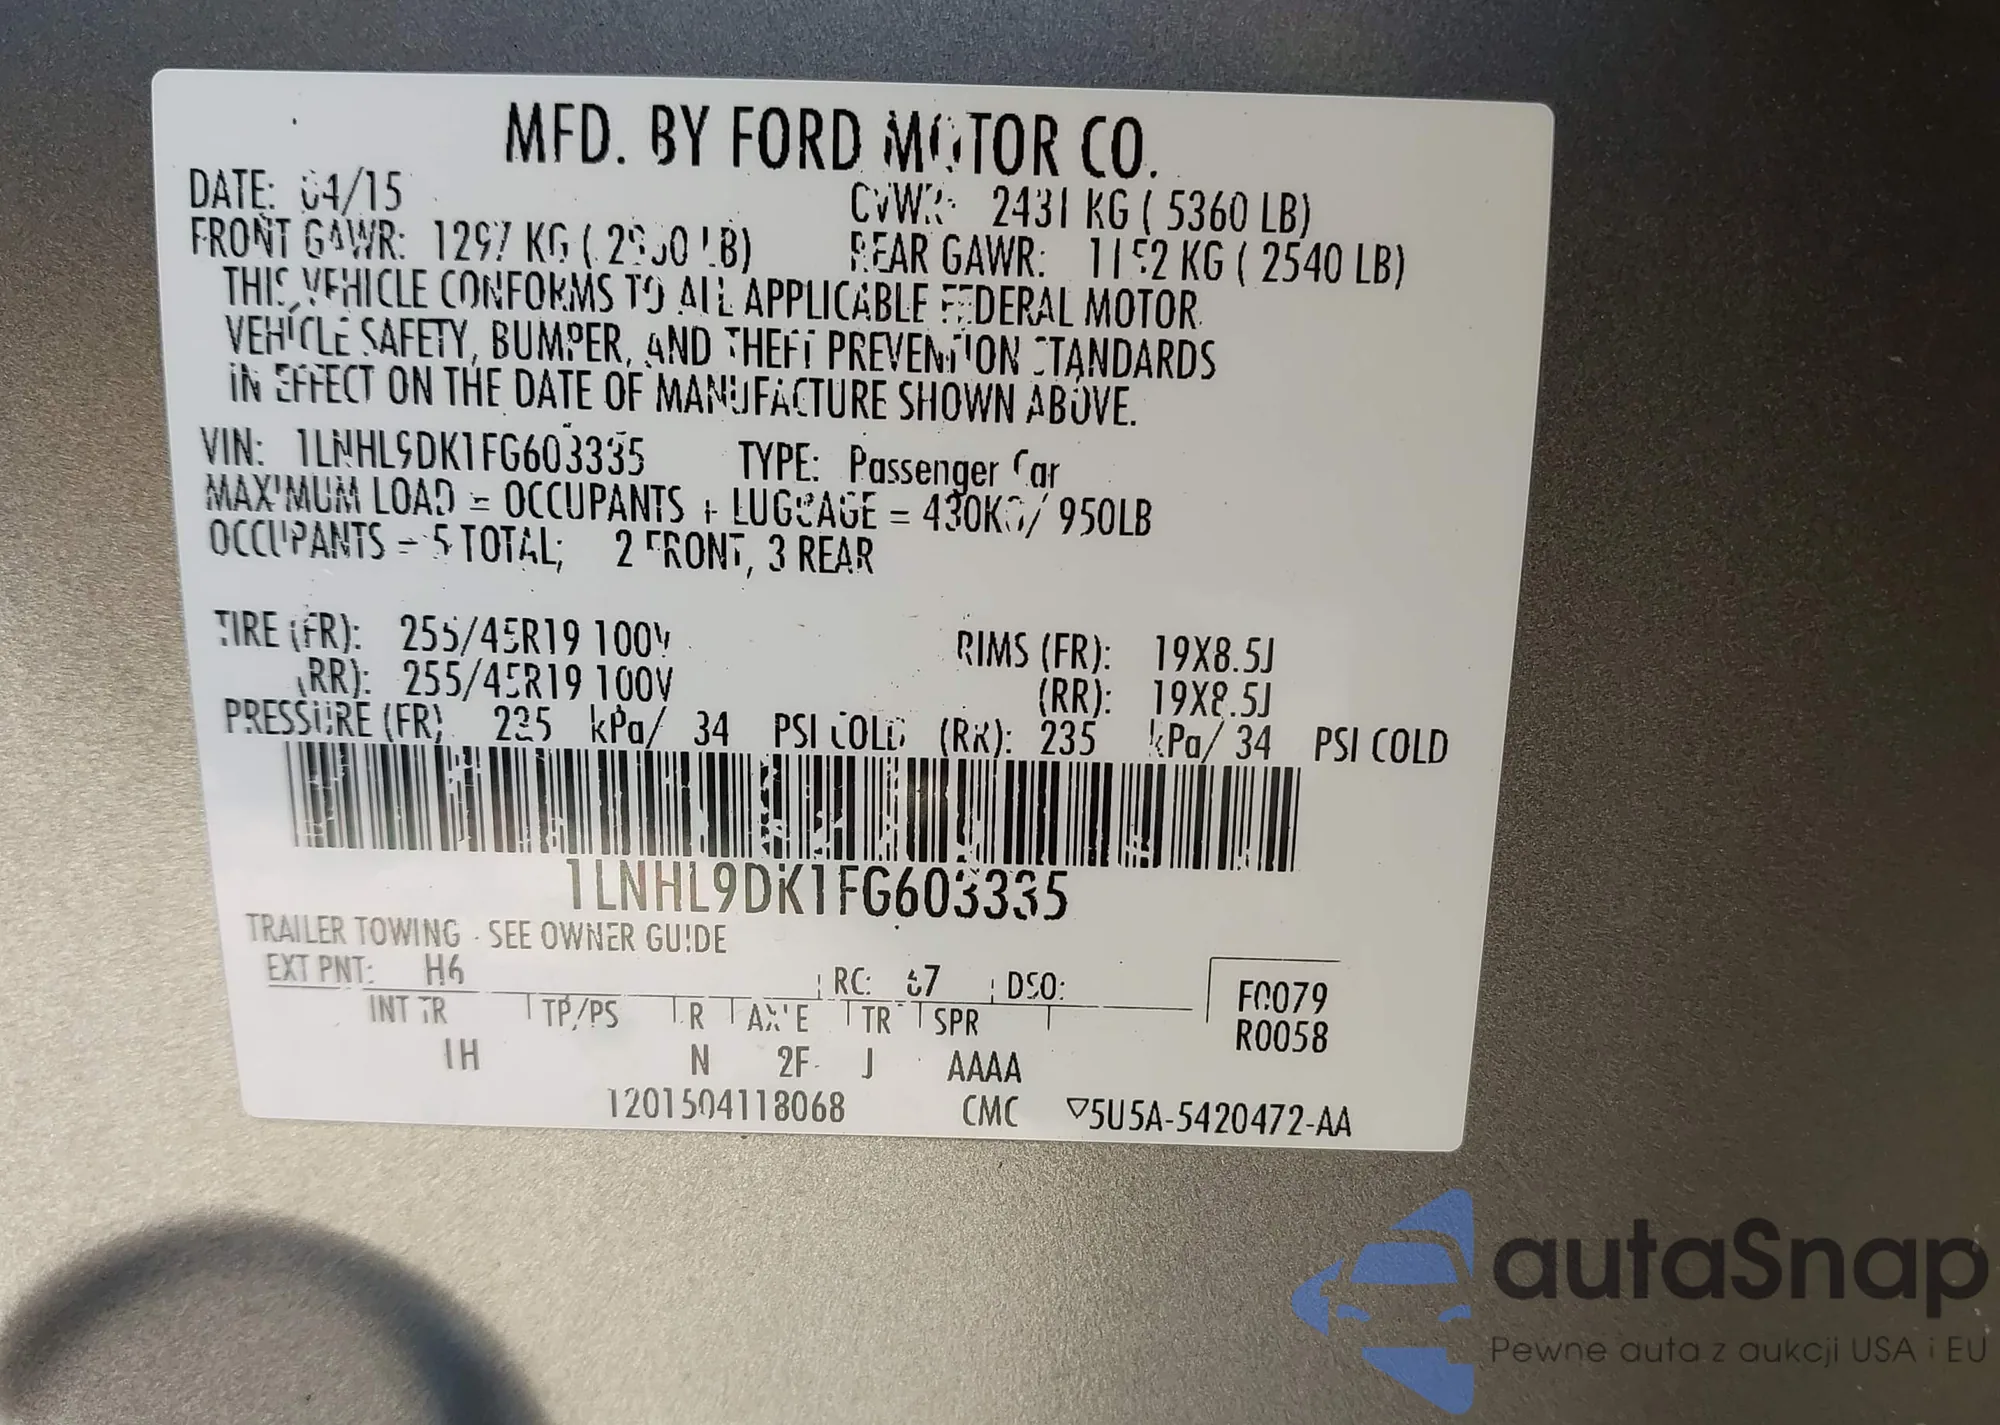 MFD. BY FORD MOTOR CO.
DATE: 04/15 GVWR: 2431 KG ( 5360 LB)
FRONT GAWR: 1297 KG ( 2860 LB) REAR GAWR: 1152 KG ( 2540 LB)
THIS VEHICLE CONFORMS TO ALL APPLICABLE FEDERAL MOTOR
VEHICLE SAFETY, BUMPER, AND THEFT PREVENTION STANDARDS
IN EFFECT ON THE DATE OF MANUFACTURE SHOWN ABOVE.
VIN: 1LNHL9DK1FG603335 TYPE: Passenger Car
MAXIMUM LOAD = OCCUPANTS + LUGGAGE = 430KG/ 950LB
OCCUPANTS = 5 TOTAL; 2 FRONT, 3 REAR
TIRE (FR): 255/45R19 100V RIMS (FR): 19X8.5J
(RR): 255/45R19 100V (RR): 19X8.5J
PRESSURE (FR): 235 kPa/ 34 PSI COLD (RR): 235 kPa/ 34 PSI COLD
1LNHL9DK1FG603335
TRAILER TOWING - SEE OWNER GUIDE
EXT PNT: H6 RC: DSO: F0079
INT TR TP/PS R AXLE TR SPR R0058
IH N 2F J AAAA
1201504118068 CMC ▽5U5A-5420472-AA
autaSnap
Pewne auta z aukcji USA i EU